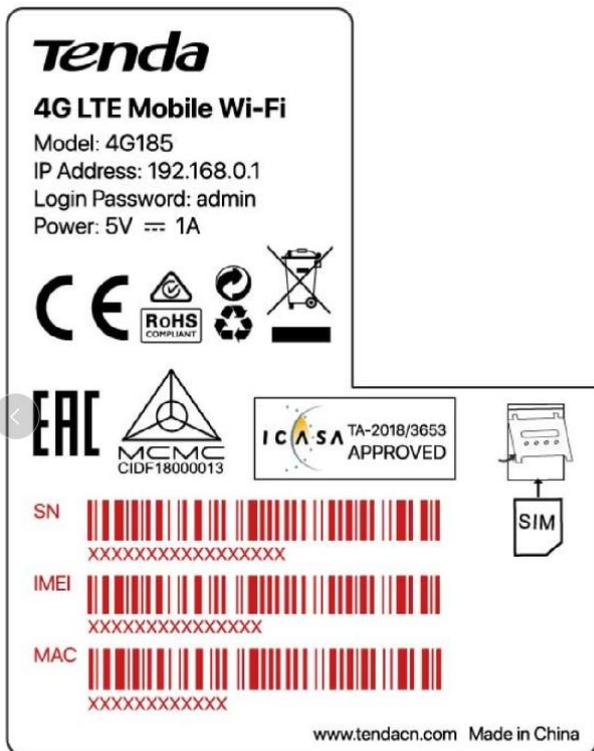 Tenda
4G LTE Mobile Wi-Fi
Model: 4G185
IP Address: 192.168.0.1
Login Password: admin
Power: 5V ⎓ 1A
CE
RoHS
COMPLIANT
EAC
MCMC
CIDF18000013
ICASA TA-2018/3653
APPROVED
SIM
SN
XXXXXXXXXXXXXXXXX
IMEI
XXXXXXXXXXXXXXX
MAC
XXXXXXXXXXXX
www.tendacn.com Made in China